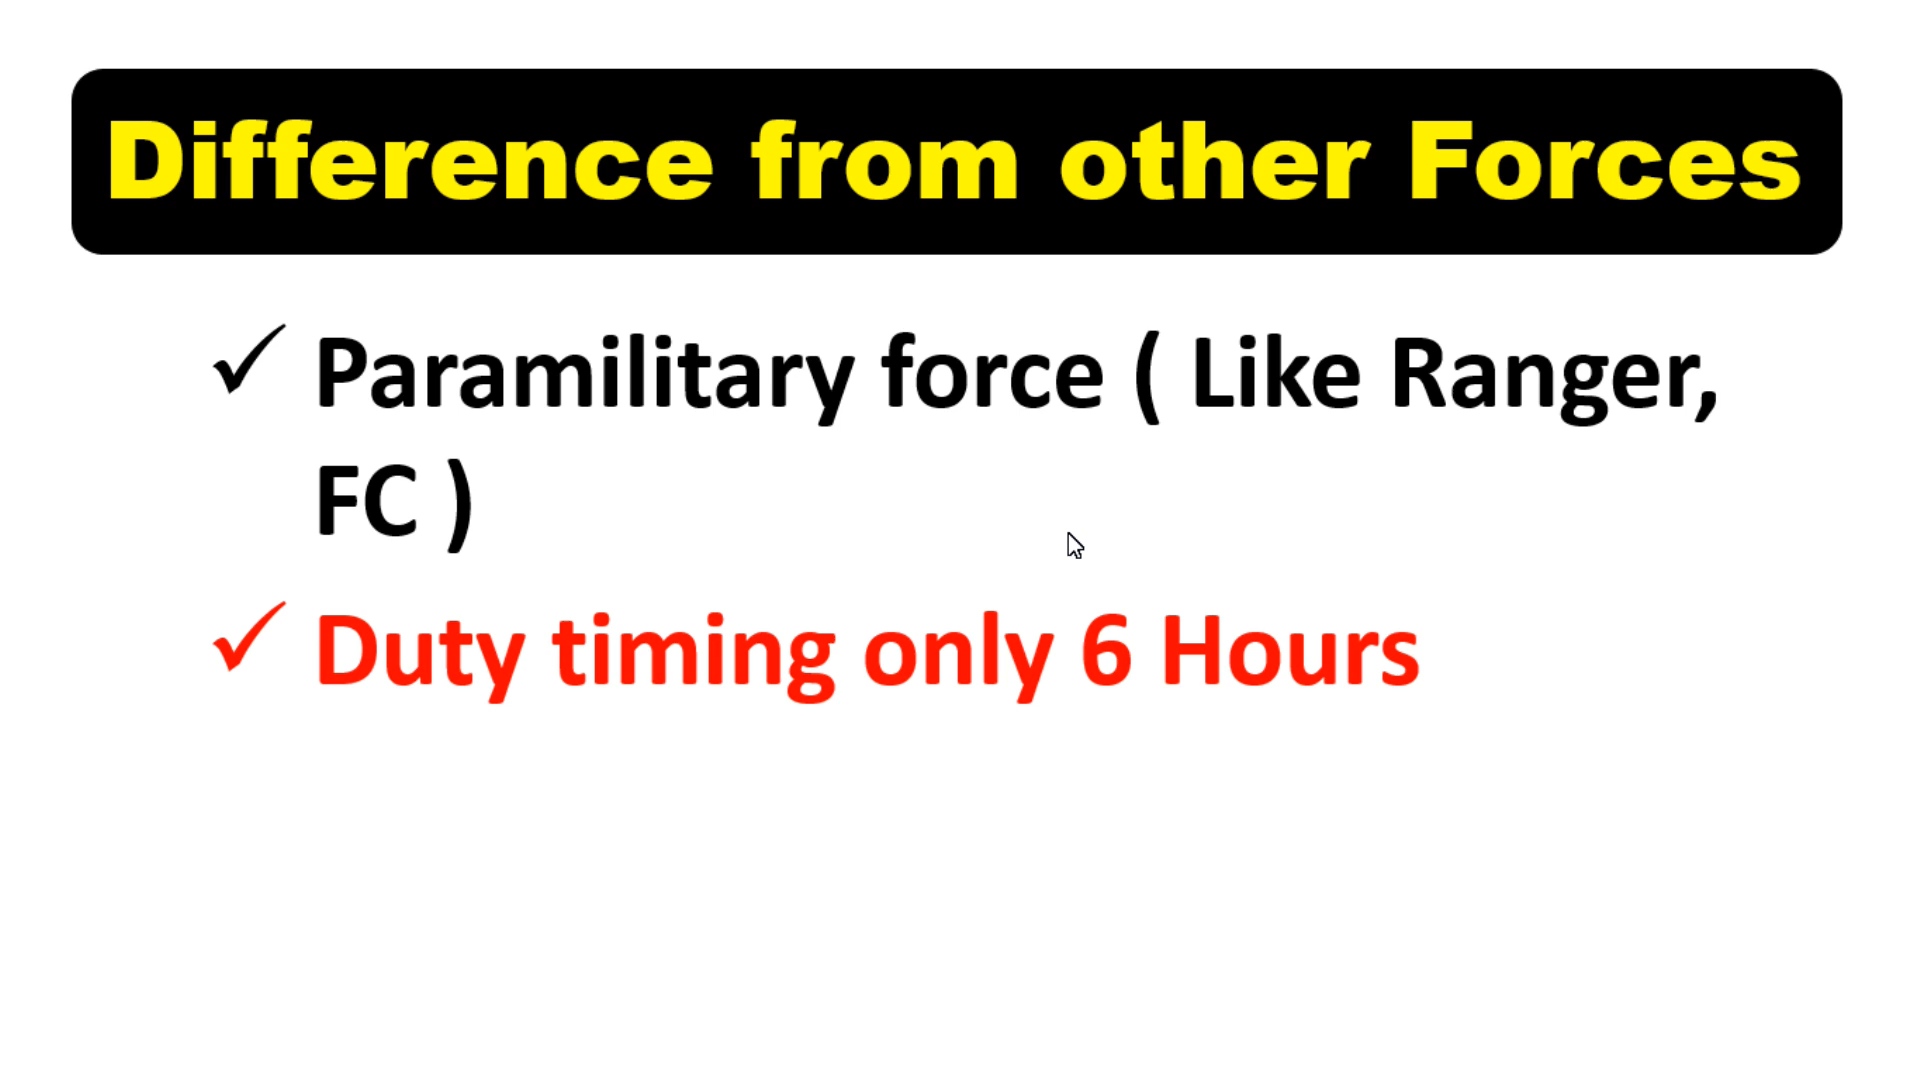 Difference from other Forces
✓ Paramilitary force ( Like Ranger,
FC )
✓ Duty timing only 6 Hours